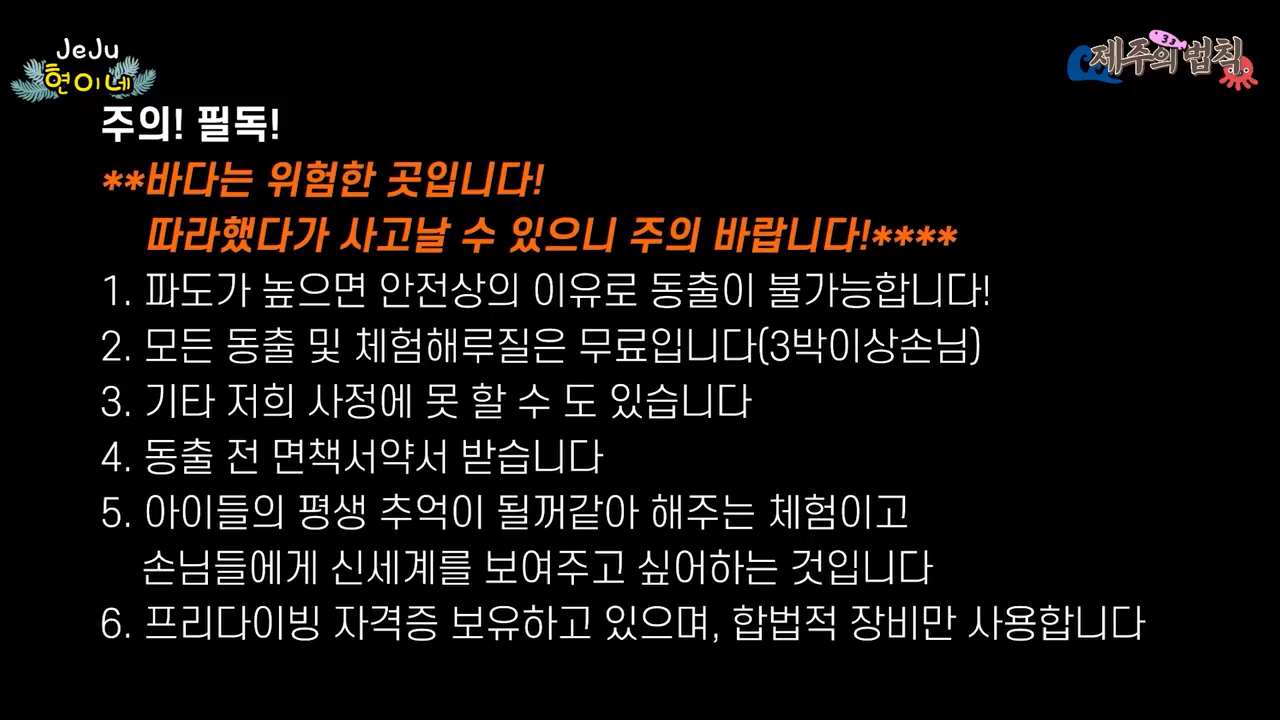 JeJu
현이네
제주의 법칙
주의! 필독!
**바다는 위험한 곳입니다!
따라했다가 사고날 수 있으니 주의 바랍니다!****
1. 파도가 높으면 안전상의 이유로 동출이 불가능합니다!
2. 모든 동출 및 체험해루질은 무료입니다(3박이상손님)
3. 기타 저희 사정에 못 할 수 도 있습니다
4. 동출 전 면책서약서 받습니다
5. 아이들의 평생 추억이 될꺼같아 해주는 체험이고
손님들에게 신세계를 보여주고 싶어하는 것입니다
6. 프리다이빙 자격증 보유하고 있으며, 합법적 장비만 사용합니다